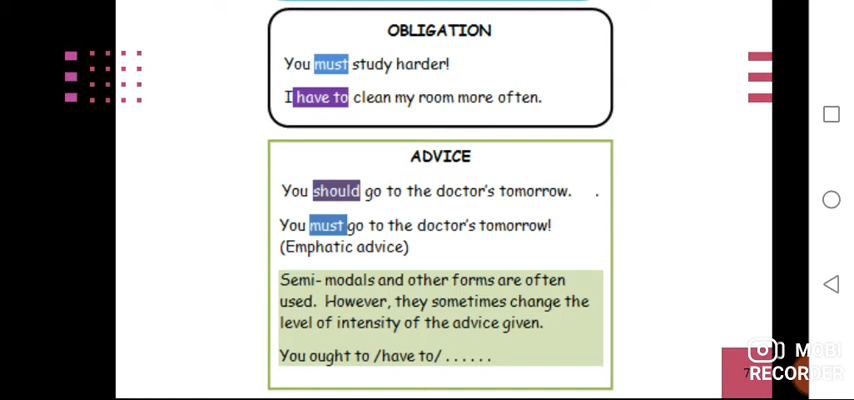 OBLIGATION
You must study harder!
I have to clean my room more often.
ADVICE
You should go to the doctor's tomorrow. .
You must go to the doctor's tomorrow!
(Emphatic advice)
Semi- modals and other forms are often
used. However, they sometimes change the
level of intensity of the advice given.
You ought to /have to/ . . . . . .
7
MOBI
RECORDER